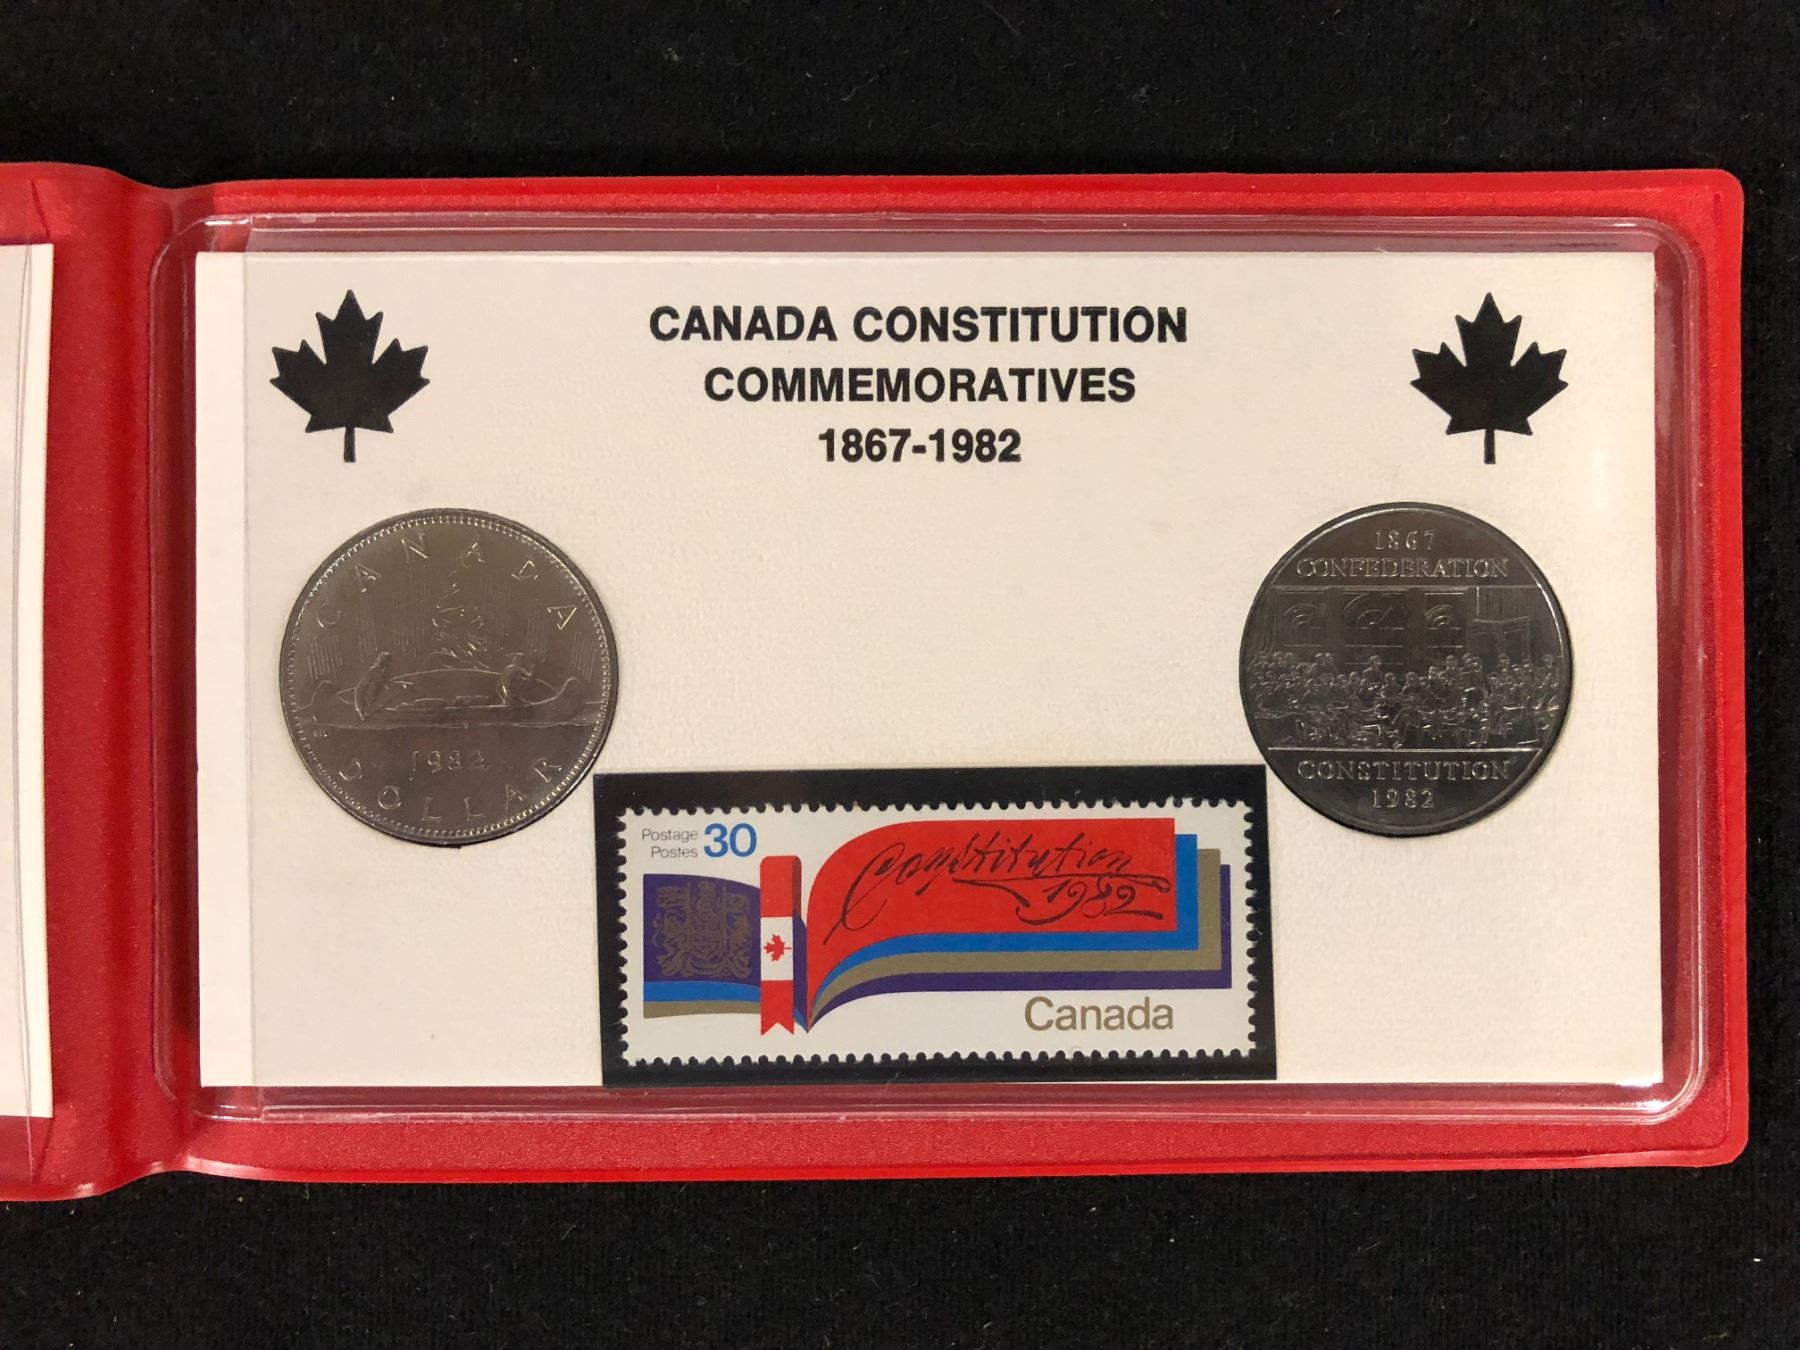 CANADA CONSTITUTION
COMMEMORATIVES
1867-1982
CANADA
1982
DOLLAR
1867
CONFEDERATION
CONSTITUTION
1982
Postage 30
Postes
Constitution
1982
Canada